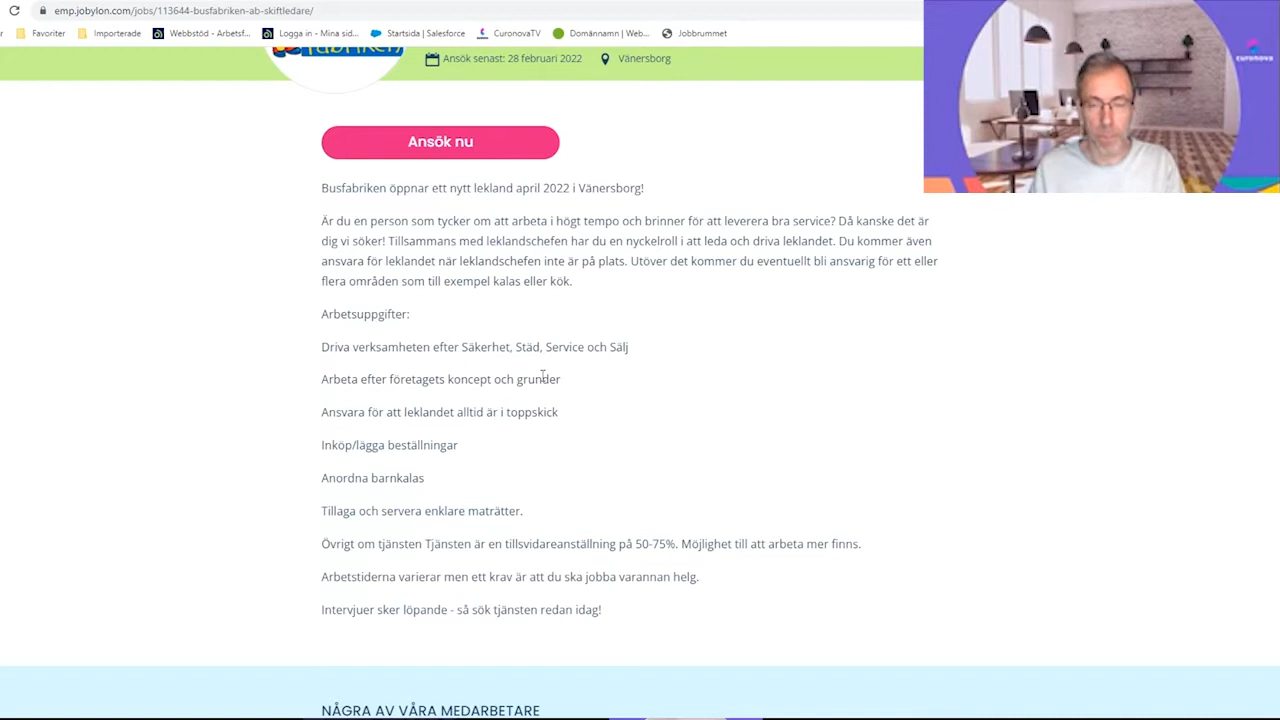 emp.jobylon.com/jobs/113644-busfabriken-ab-skiftledare/
r Favoriter Importerade Webbstöd - Arbetsf... Logga in - Mina sid... Startsida | Salesforce CuronovaTV Domännamn | Web... Jobbrummet
fabriken
Ansök senast: 28 februari 2022 Vänersborg
curonova
Ansök nu
Busfabriken öppnar ett nytt lekland april 2022 i Vänersborg!
Är du en person som tycker om att arbeta i högt tempo och brinner för att leverera bra service? Då kanske det är
dig vi söker! Tillsammans med leklandschefen har du en nyckelroll i att leda och driva leklandet. Du kommer även
ansvara för leklandet när leklandschefen inte är på plats. Utöver det kommer du eventuellt bli ansvarig för ett eller
flera områden som till exempel kalas eller kök.
Arbetsuppgifter:
Driva verksamheten efter Säkerhet, Städ, Service och Sälj
Arbeta efter företagets koncept och grunder
Ansvara för att leklandet alltid är i toppskick
Inköp/lägga beställningar
Anordna barnkalas
Tillaga och servera enklare maträtter.
Övrigt om tjänsten Tjänsten är en tillsvidareanställning på 50-75%. Möjlighet till att arbeta mer finns.
Arbetstiderna varierar men ett krav är att du ska jobba varannan helg.
Intervjuer sker löpande - så sök tjänsten redan idag!
NÅGRA AV VÅRA MEDARBETARE